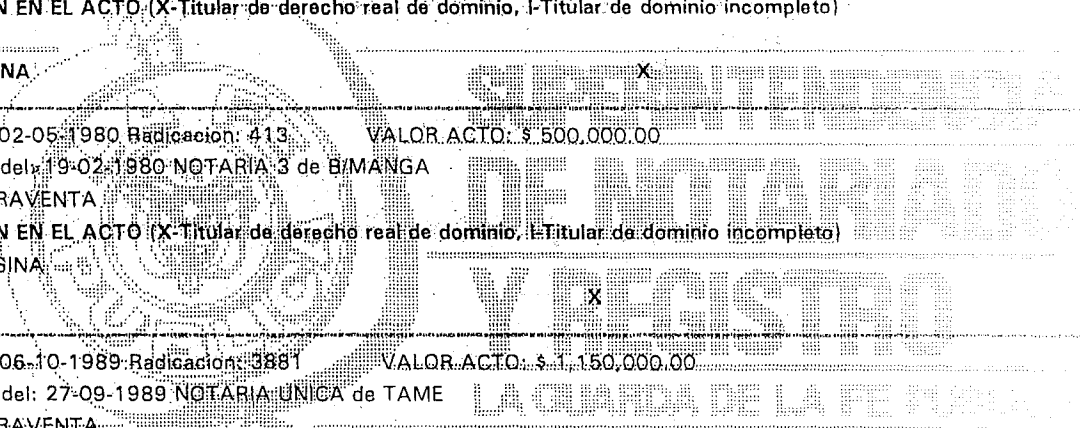 N EN EL ACTO (X-Titular de derecho real de dominio, I-Titular de dominio incompleto)
NA X
02-05-1980 Radicacion: 413 VALOR ACTO: $ 500,000.00
del: 19-02-1980 NOTARIA 3 de B/MANGA
RAVENTA
N EN EL ACTO (X-Titular de derecho real de dominio, I-Titular de dominio incompleto)
GINA
X
06-10-1989 Radicacion: 3881 VALOR ACTO: $ 1,150,000.00
del: 27-09-1989 NOTARIA UNICA de TAME
RAVENTA
SUPERINTENDENCIA
DE NOTARIADO
Y REGISTRO
LA GUARDA DE LA FE PUBLICA